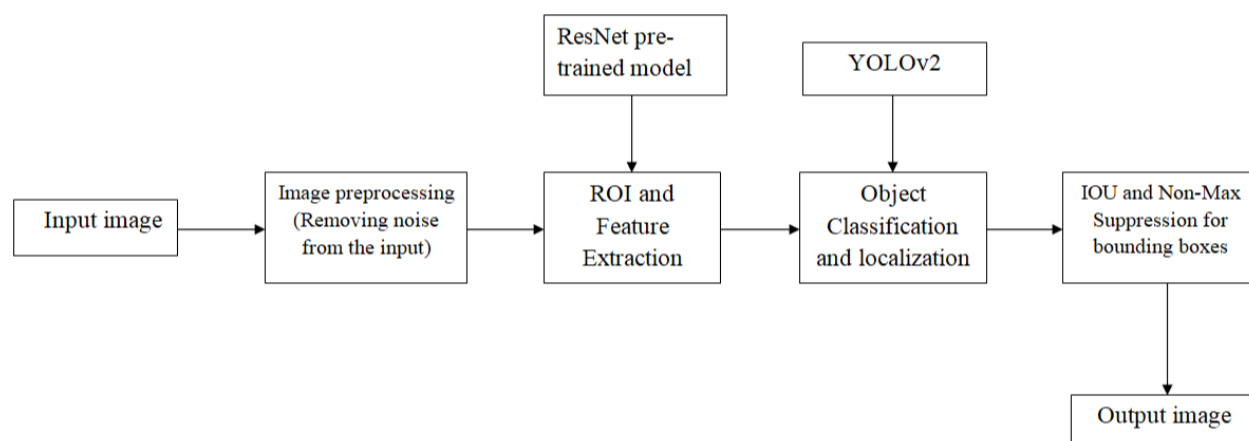 ResNet pre-
trained model
YOLOv2
Input image
Image preprocessing
(Removing noise
from the input)
ROI and
Feature
Extraction
Object
Classification
and localization
IOU and Non-Max
Suppression for
bounding boxes
Output image